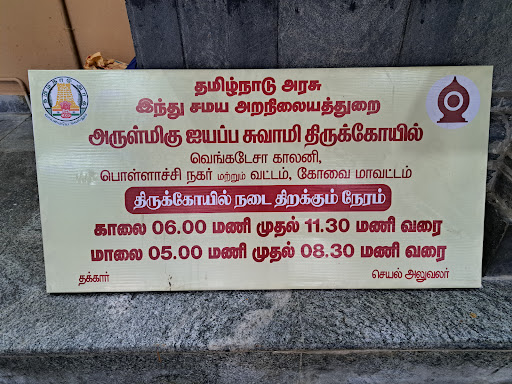 தமிழ்நாடு அரசு
இந்து சமய அறநிலையத்துறை
அருள்மிகு ஐயப்ப சுவாமி திருக்கோயில்
வெங்கடேசா காலனி,
பொள்ளாச்சி நகர் மற்றும் வட்டம், கோவை மாவட்டம்
திருக்கோயில் நடை திறக்கும் நேரம்
காலை 06.00 மணி முதல் 11.30 மணி வரை
மாலை 05.00 மணி முதல் 08.30 மணி வரை
தக்கார் செயல் அலுவலர்